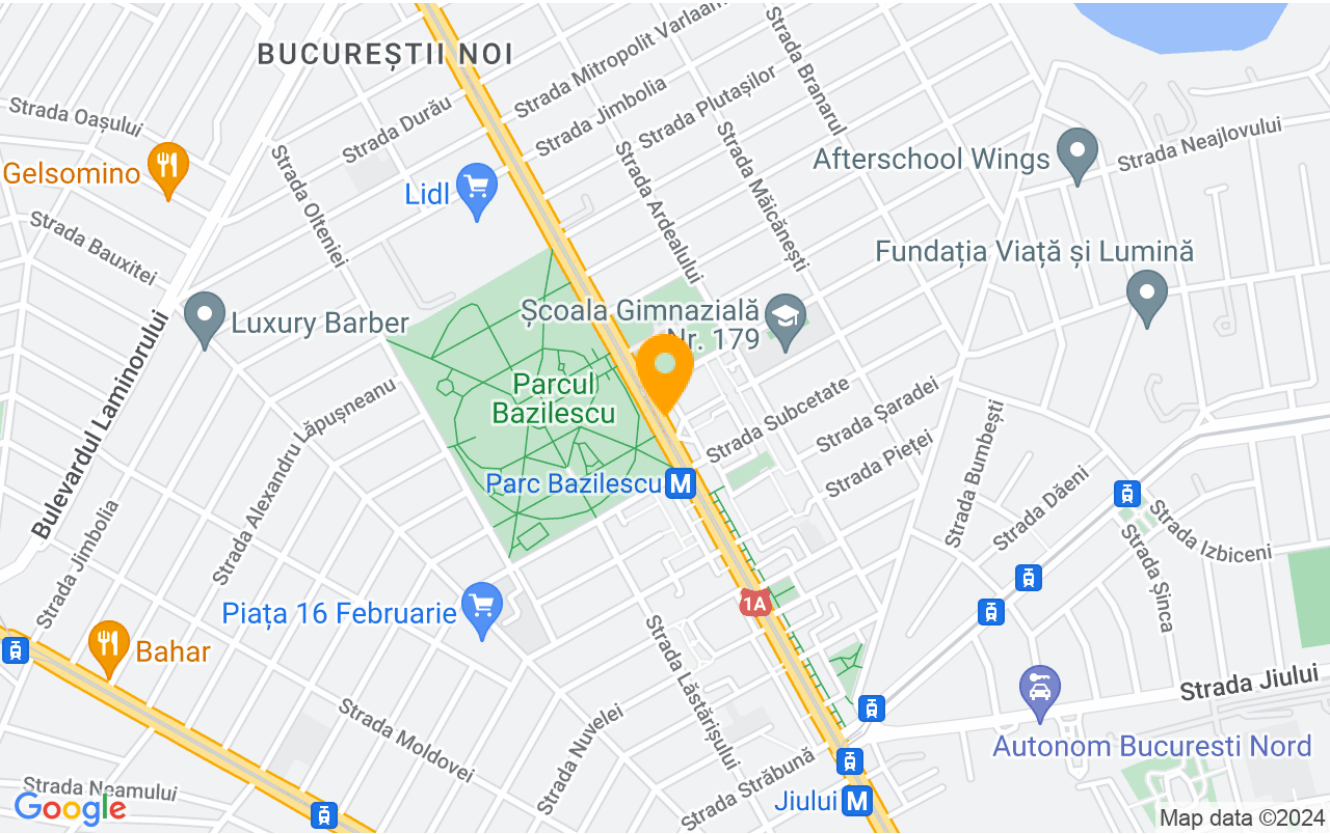 BUCUREȘTII NOI
Strada Mitropolit Varlaam
Strada Branarul
Strada Oașului
Strada Durău
Strada Jimbolia
Strada Plutașilor
Strada Neajlovului
Afterschool Wings
Gelsomino
Lidl
Strada Olteniei
Strada Ardealului
Strada Măicănești
Strada Bauxitei
Fundația Viață și Lumină
Luxury Barber
Școala Gimnazială
Nr. 179
Bulevardul Laminorului
Strada Alexandru Lăpușneanu
Parcul
Bazilescu
Strada Subcetate
Strada Șaradei
Strada Pieței
Strada Bumbești
Parc Bazilescu M
Strada Dăeni
Strada Izbiceni
Strada Șinca
Strada Jimbolia
Piața 16 Februarie
1A
Bahar
Strada Lăstărișului
Strada Jiului
Strada Moldovei
Strada Nuvelei
Autonom Bucuresti Nord
Strada Străbună
Strada Neamului
Jiului M
Google
Map data ©2024